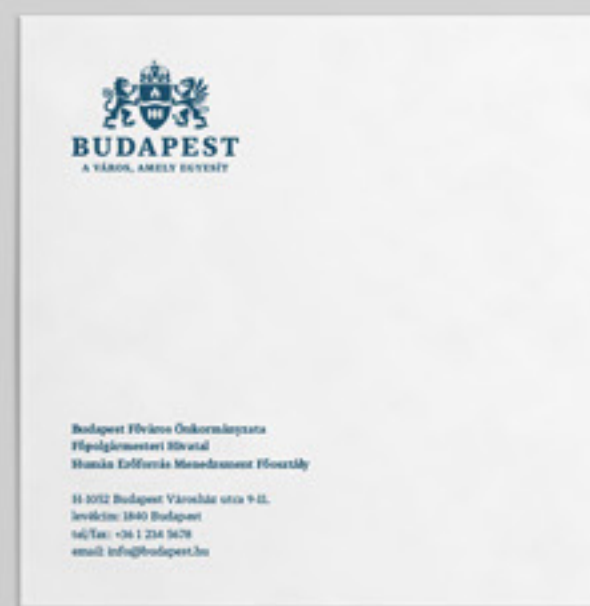 BUDAPEST
A VÁROS, AMELY EGYESÍT
Budapest Főváros Önkormányzata
Főpolgármesteri Hivatal
Humán Erőforrás Menedzsment Főosztály
H-1052 Budapest Városház utca 9-11.
levélcím: 1840 Budapest
tel/fax: +36 1 234 5678
email: info@budapest.hu